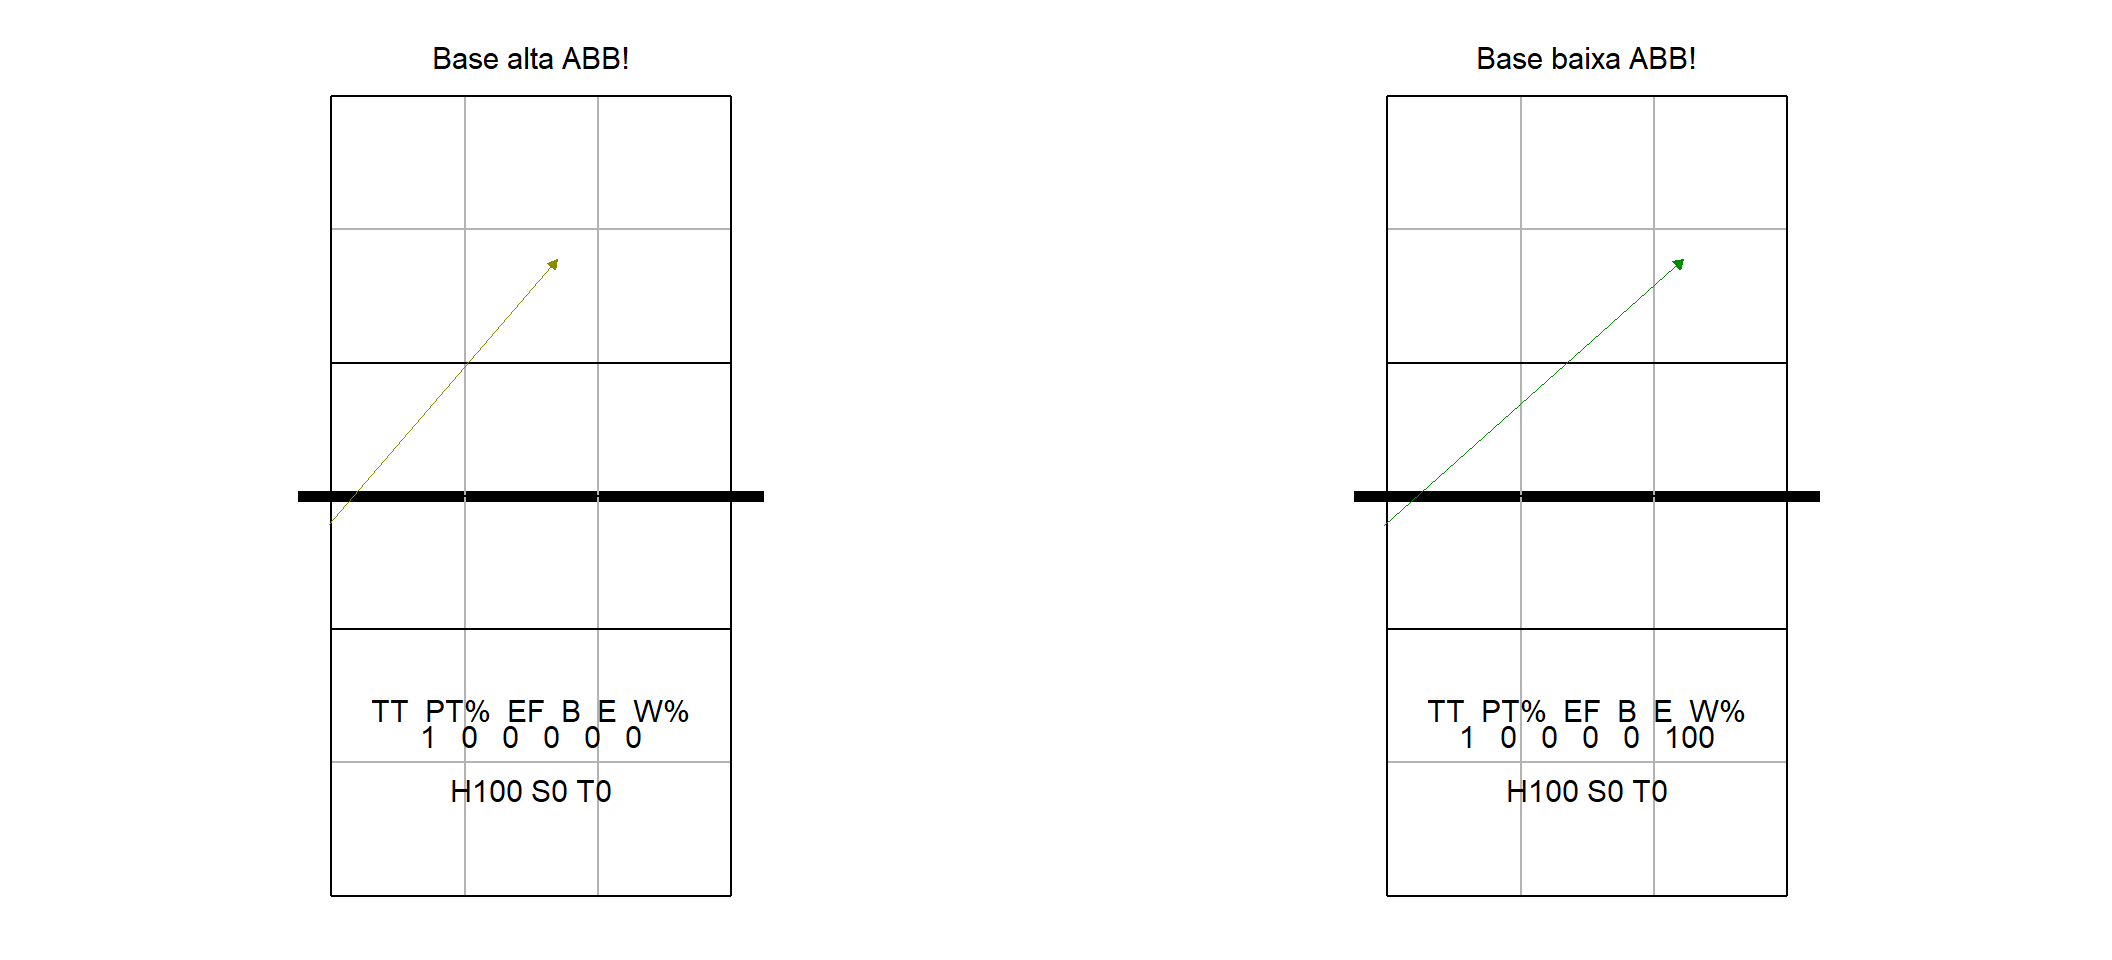 Base alta ABB!
TT PT% EF B E W%
1 0 0 0 0 0
H100 S0 T0
Base baixa ABB!
TT PT% EF B E W%
1 0 0 0 0 100
H100 S0 T0